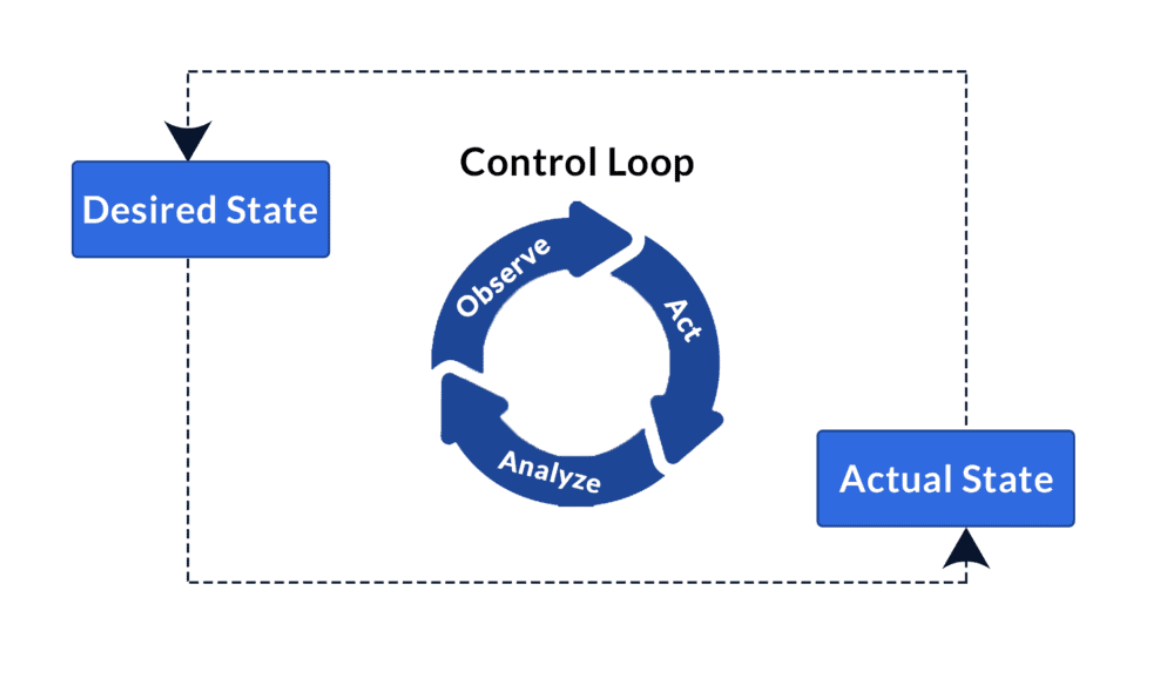 Control Loop
Desired State
Observe
Act
Analyze
Actual State